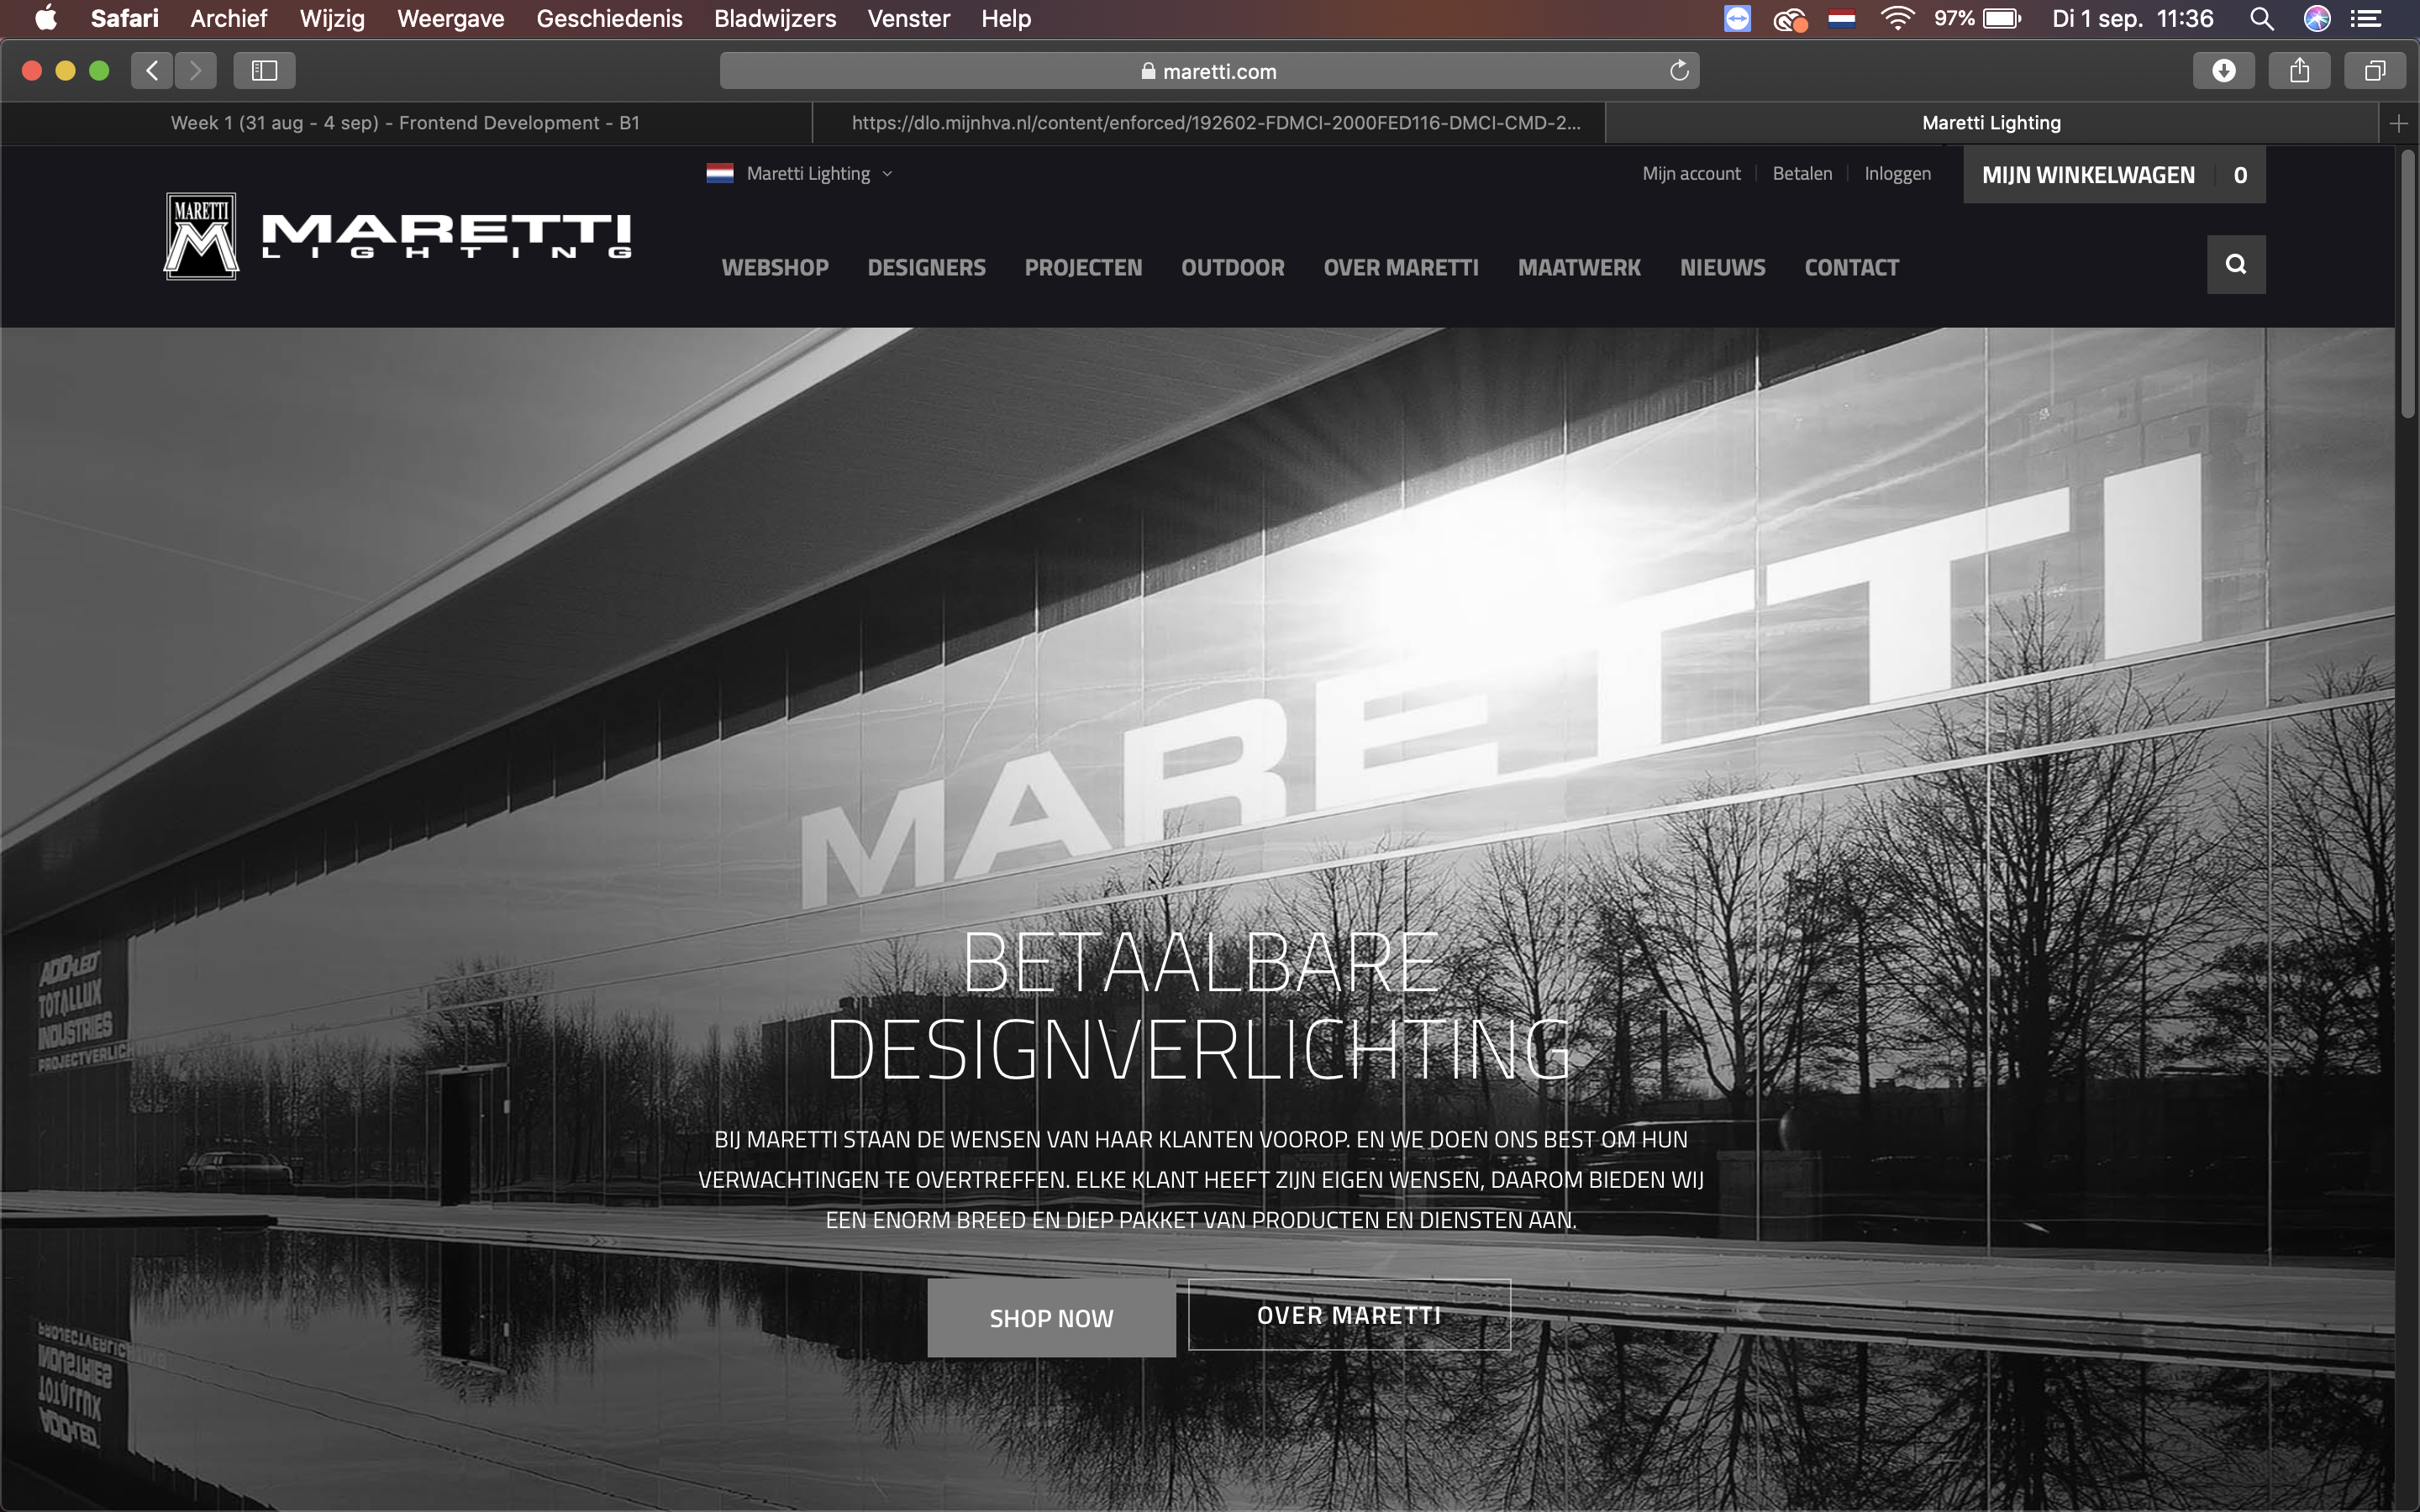 Safari Archief Wijzig Weergave Geschiedenis Bladwijzers Venster Help 97% Di 1 sep. 11:36
maretti.com
Week 1 (31 aug - 4 sep) - Frontend Development - B1
https://dlo.mijnhva.nl/content/enforced/192602-FDMCI-2000FED116-DMCI-CMD-2...
Maretti Lighting
Maretti Lighting
Mijn account Betalen Inloggen
MIJN WINKELWAGEN 0
MARETTI
MARETTI
LIGHTING
WEBSHOP DESIGNERS PROJECTEN OUTDOOR OVER MARETTI MAATWERK NIEUWS CONTACT
MARETTI
TOTALLUX
INDUSTRIES
PROJECTVERLIC
BETAALBARE
DESIGNVERLICHTING
BIJ MARETTI STAAN DE WENSEN VAN HAAR KLANTEN VOOROP. EN WE DOEN ONS BEST OM HUN
VERWACHTINGEN TE OVERTREFFEN. ELKE KLANT HEEFT ZIJN EIGEN WENSEN, DAAROM BIEDEN WIJ
EEN ENORM BREED EN DIEP PAKKET VAN PRODUCTEN EN DIENSTEN AAN.
SHOP NOW
OVER MARETTI